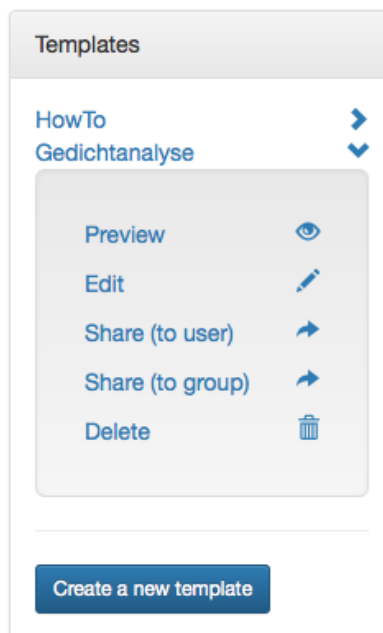 Templates
HowTo
Gedichtanalyse
Preview
Edit
Share (to user)
Share (to group)
Delete
Create a new template